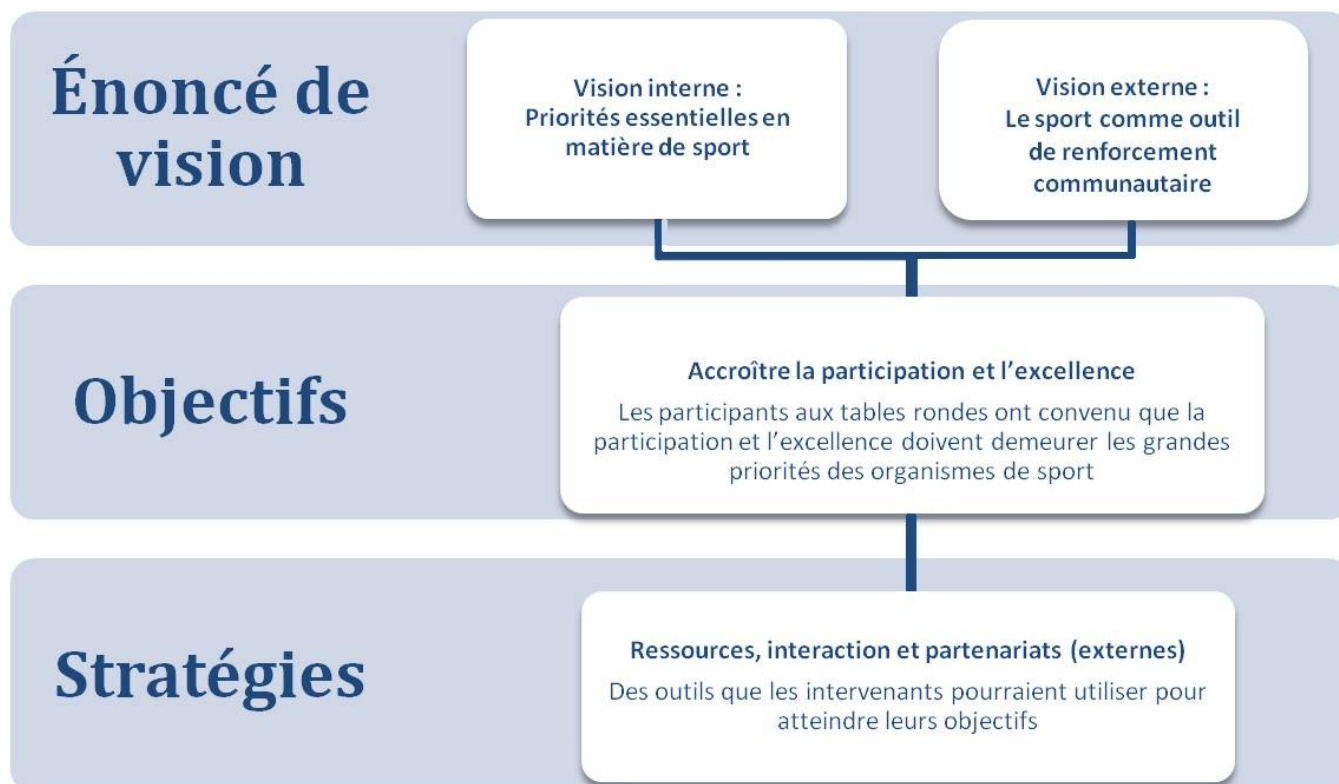 Énoncé de
vision
Vision interne :
Priorités essentielles en
matière de sport
Vision externe :
Le sport comme outil
de renforcement
communautaire
Objectifs
Accroître la participation et l’excellence
Les participants aux tables rondes ont convenu que la
participation et l’excellence doivent demeurer les grandes
priorités des organismes de sport
Stratégies
Ressources, interaction et partenariats (externes)
Des outils que les intervenants pourraient utiliser pour
atteindre leurs objectifs